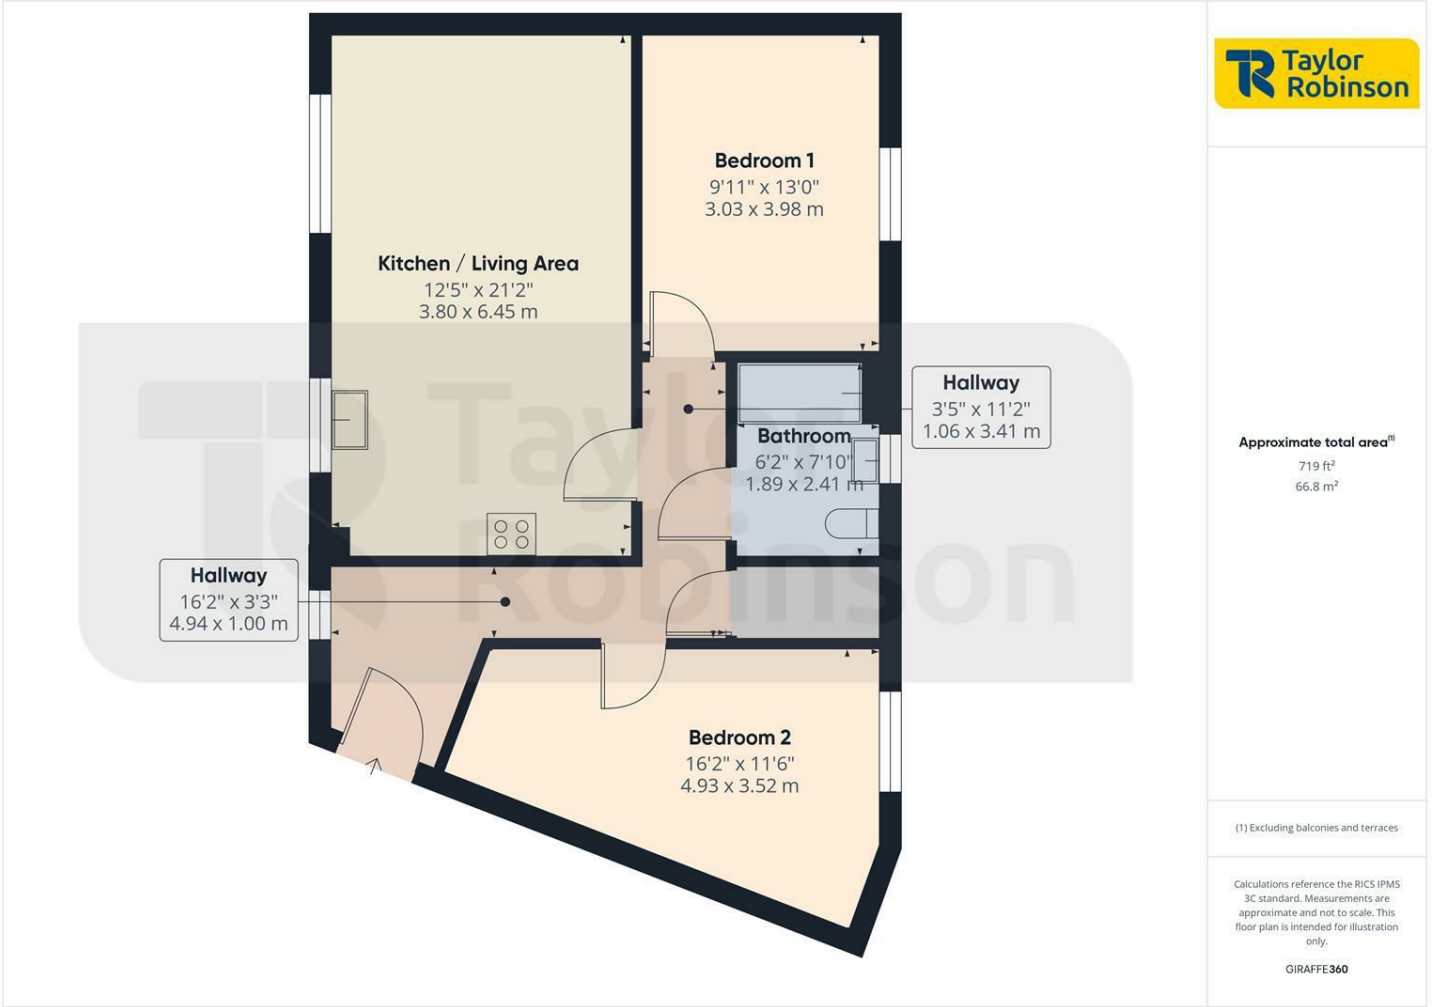 Taylor
Robinson
Bedroom 1
9'11" x 13'0"
3.03 x 3.98 m
Kitchen / Living Area
12'5" x 21'2"
3.80 x 6.45 m
Hallway
3'5" x 11'2"
1.06 x 3.41 m
Bathroom
6'2" x 7'10"
1.89 x 2.41 m
Taylor
Robinson
Hallway
16'2" x 3'3"
4.94 x 1.00 m
Bedroom 2
16'2" x 11'6"
4.93 x 3.52 m
Approximate total area(1)
719 ft²
66.8 m²
(1) Excluding balconies and terraces
Calculations reference the RICS IPMS
3C standard. Measurements are
approximate and not to scale. This
floor plan is intended for illustration
only.
GIRAFFE360